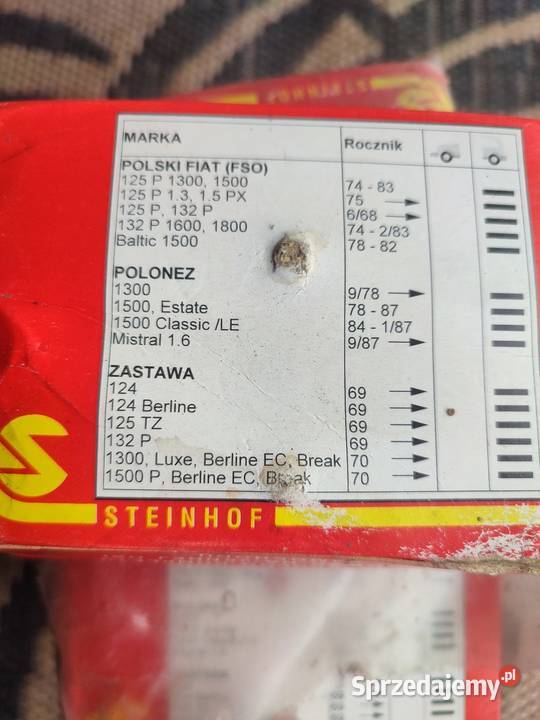 STEINHOF
MARKA Rocznik
POLSKI FIAT (FSO)
125 P 1300, 1500 74 - 83
125 P 1.3, 1.5 PX 75 →
125 P, 132 P 6/68 →
132 P 1600, 1800 74 - 2/83
Baltic 1500 78 - 82
POLONEZ
1300 9/78 →
1500, Estate 78 - 87
1500 Classic /LE 84 - 1/87
Mistral 1.6 9/87 →
ZASTAWA
124 69 →
124 Berline 69 →
125 TZ 69 →
132 P 69 →
1300, Luxe, Berline EC, Break 70 →
1500 P, Berline EC, Break 70 →
STEINHOF
Sprzedajemy.pl